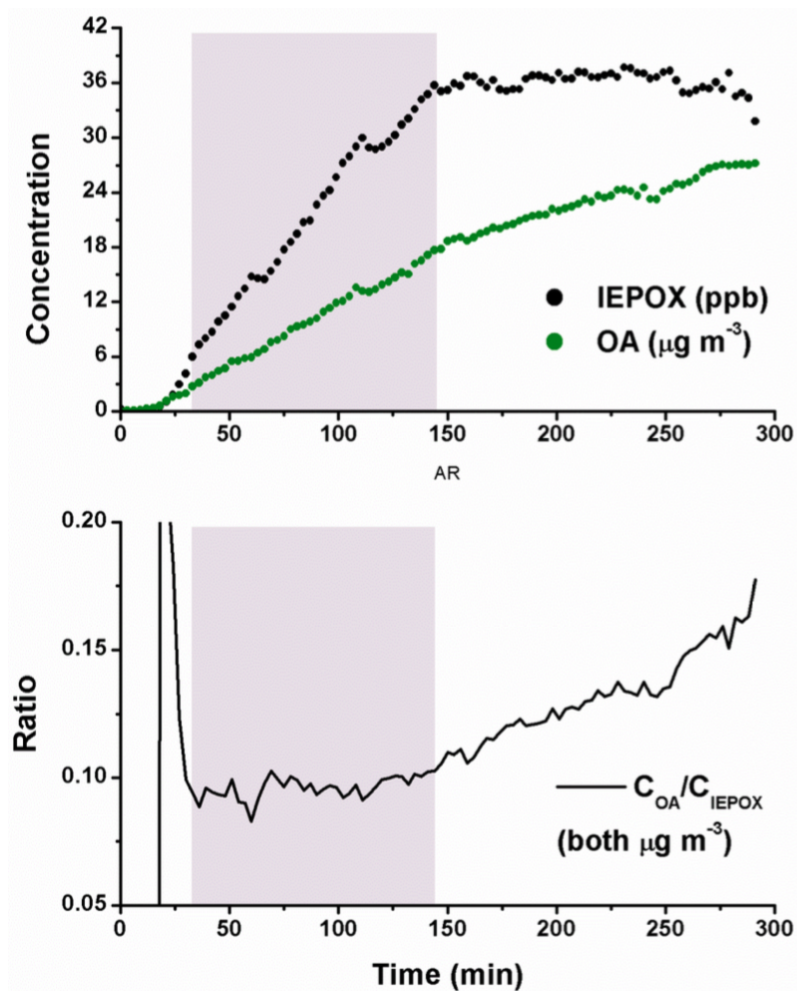 42
36
30
24
18
12
6
0
Concentration
IEPOX (ppb)
OA (μg m⁻³)
0 50 100 150 200 250 300
AR
0.20
0.15
0.10
0.05
Ratio
C_OA/C_IEPOX
(both μg m⁻³)
0 50 100 150 200 250 300
Time (min)